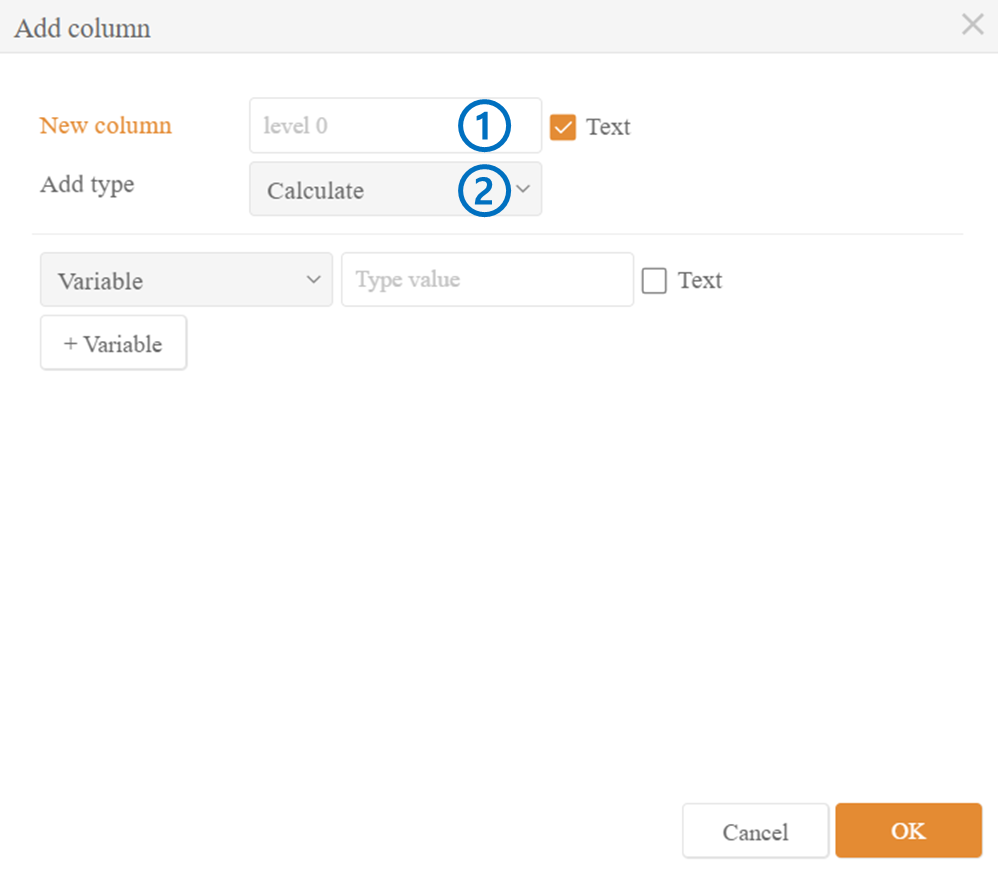 Add column
New column level 0 ① Text
Add type Calculate ②
Variable Type value Text
+ Variable
Cancel OK